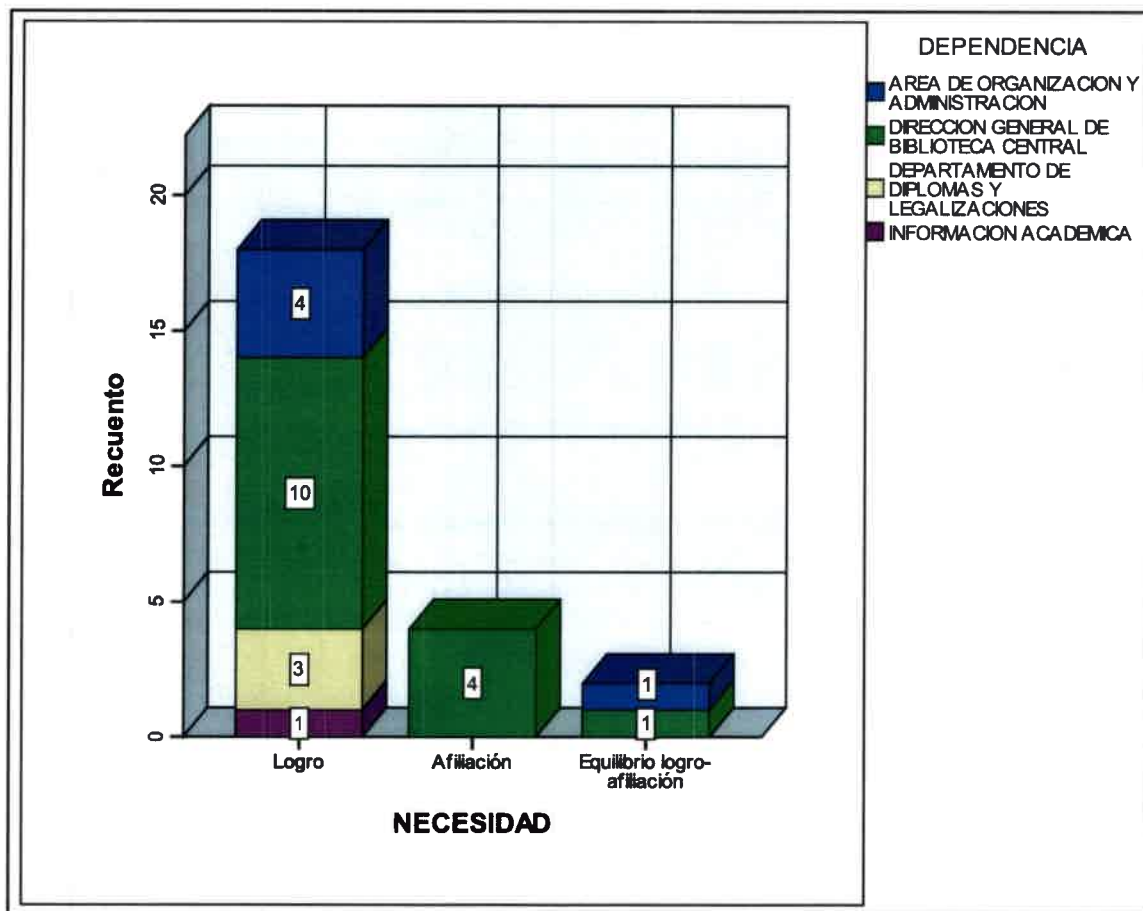 DEPENDENCIA
AREA DE ORGANIZACION Y
ADMINISTRACION
DIRECCION GENERAL DE
BIBLIOTECA CENTRAL
DEPARTAMENTO DE
DIPLOMAS Y
LEGALIZACIONES
INFORMACION ACADEMICA
Recuento
20
15
10
5
0
4
10
3
1
4
1
1
Logro
Afiliación
Equilibrio logro-
afiliación
NECESIDAD